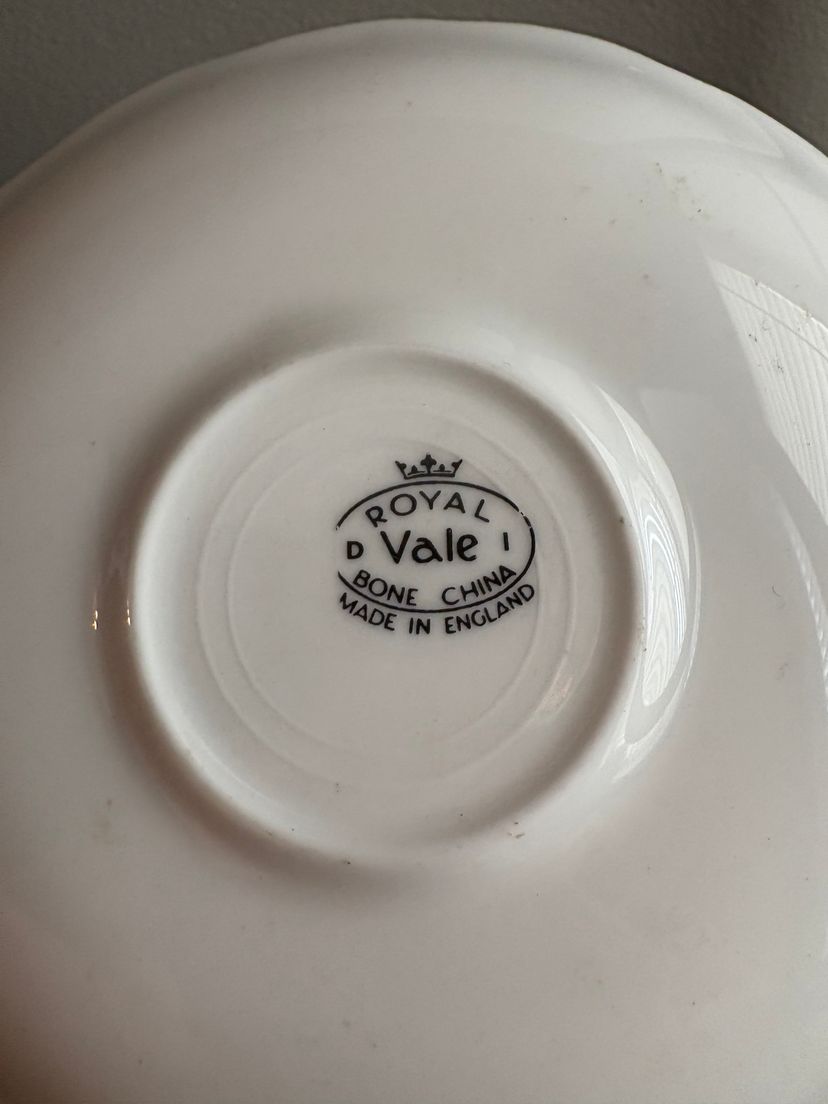 ROYAL
D Vale I
BONE CHINA
MADE IN ENGLAND